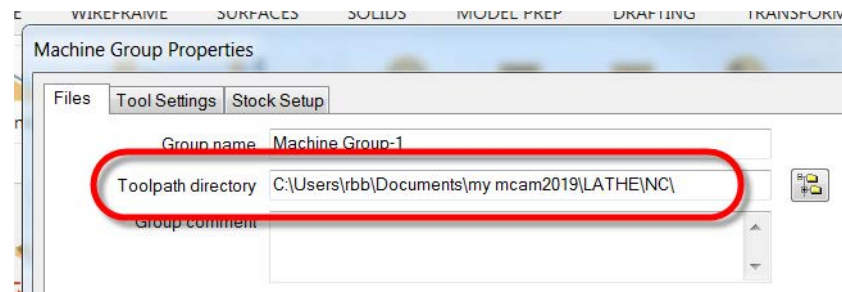 WIREFRAME SURFACES SOLIDS MODEL PREP DRAFTING TRANSFORM
Machine Group Properties
Files Tool Settings Stock Setup
Group name Machine Group-1
Toolpath directory C:\Users\rbb\Documents\my mcam2019\LATHE\NC\
Group comment